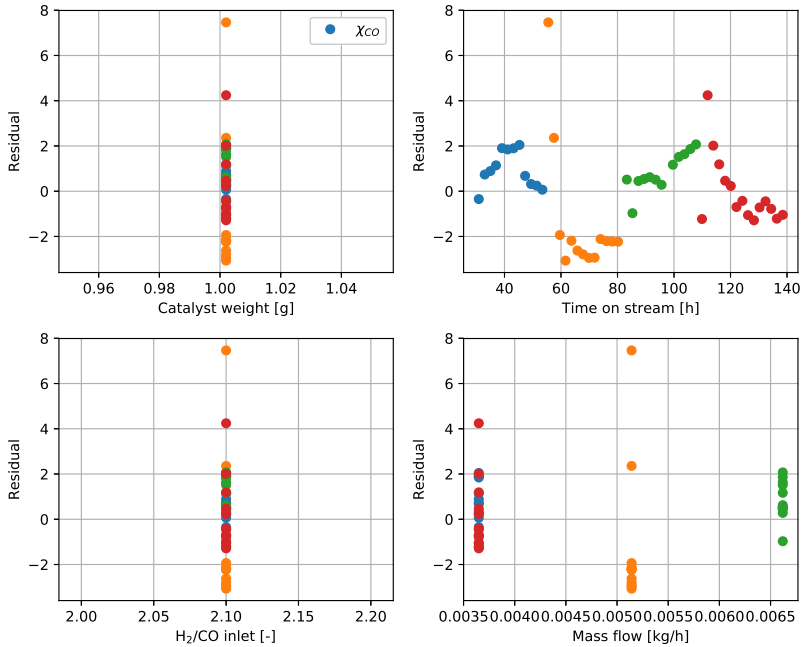 8
6
4
2
0
−2
Residual
χCO
0.96 0.98 1.00 1.02 1.04
Catalyst weight [g]
8
6
4
2
0
−2
Residual
40 60 80 100 120 140
Time on stream [h]
8
6
4
2
0
−2
Residual
2.00 2.05 2.10 2.15 2.20
H2/CO inlet [-]
8
6
4
2
0
−2
Residual
0.0035 0.0040 0.0045 0.0050 0.0055 0.0060 0.0065
Mass flow [kg/h]